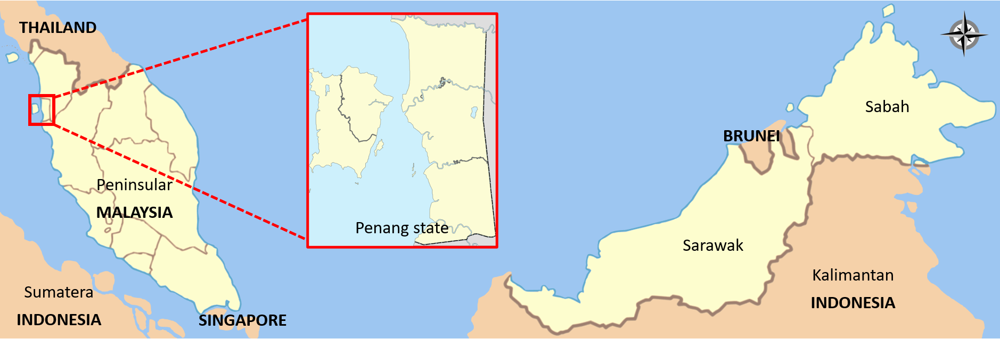 THAILAND
Peninsular
MALAYSIA
Sumatera
INDONESIA
SINGAPORE
Penang state
BRUNEI
Sabah
Sarawak
Kalimantan
INDONESIA